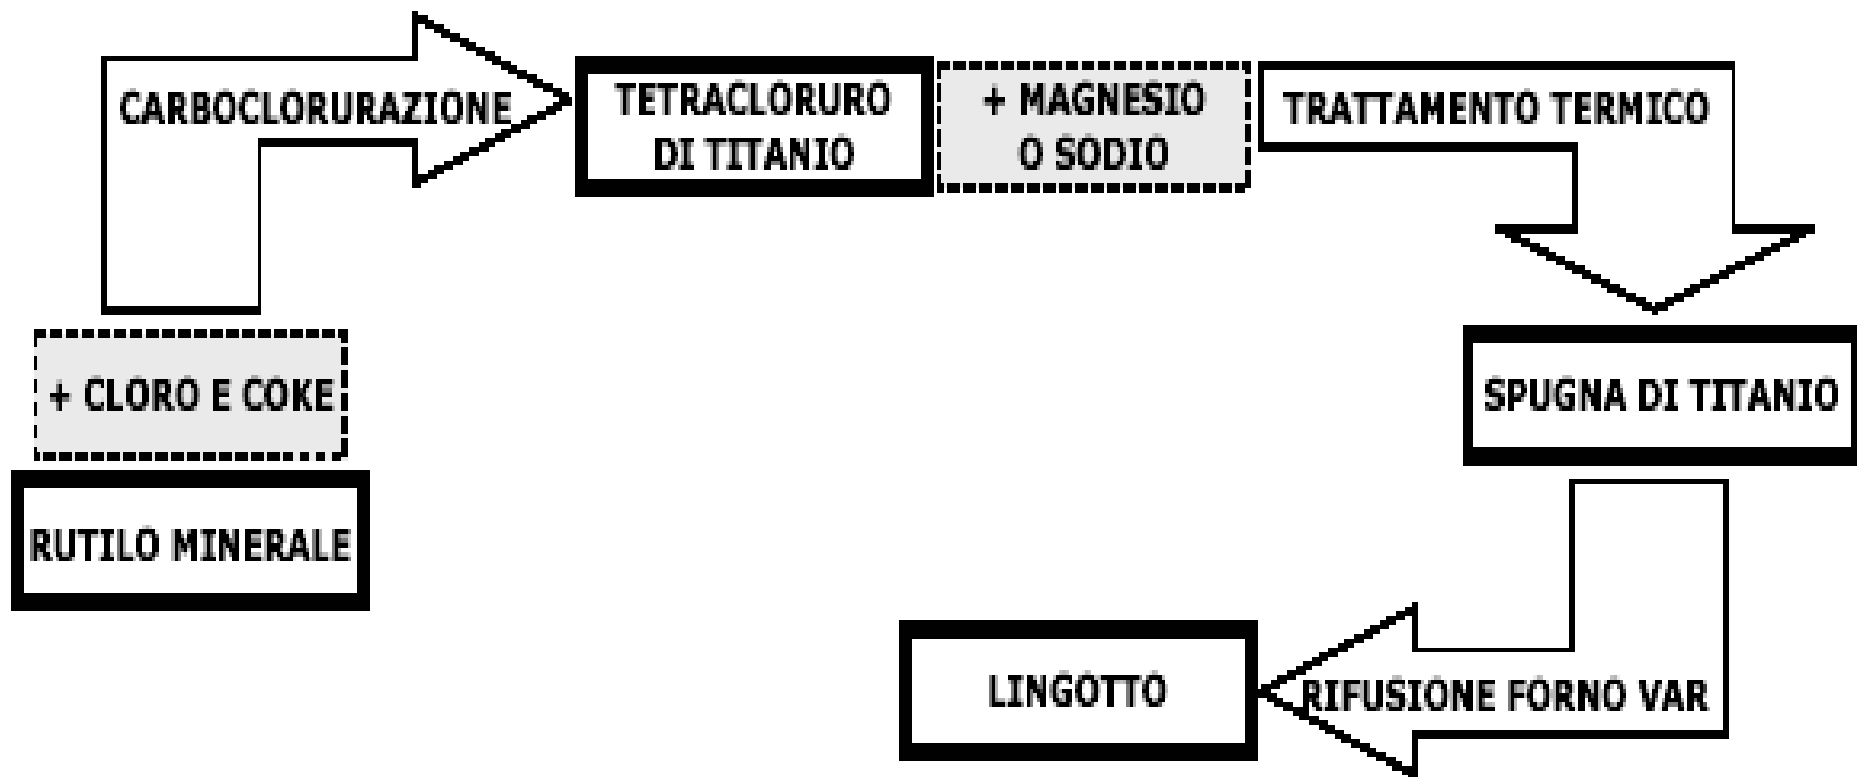 CARBOCLORURAZIONE
TETRACLORURO
DI TITANIO
+ MAGNESIO
O SODIO
TRATTAMENTO TERMICO
+ CLORO E COKE
SPUGNA DI TITANIO
RUTILO MINERALE
LINGOTTO
RIFUSIONE FORNO VAR